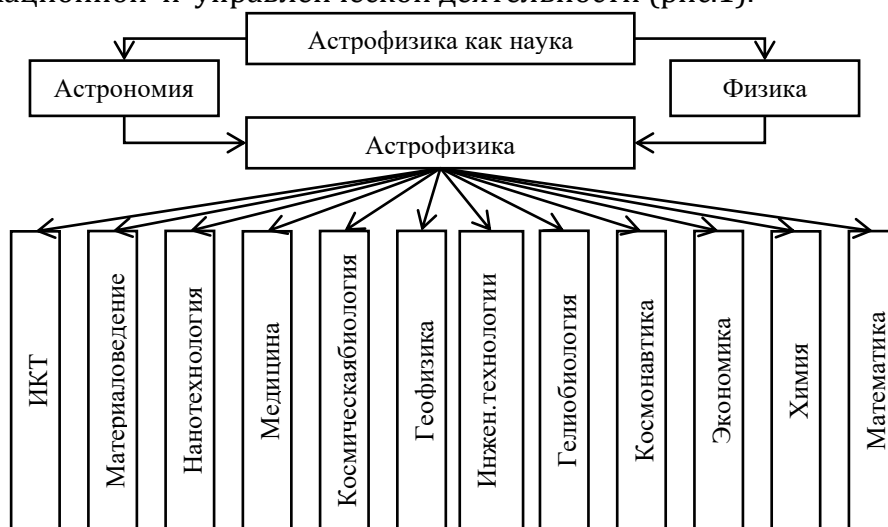 и управленческой деятельности (рис.1).
Астрофизика как наука
Астрономия
Физика
Астрофизика
ИКТ
Материаловедение
Нанотехнология
Медицина
Космическаябиология
Геофизика
Инжен.технологии
Гелиобиология
Космонавтика
Экономика
Химия
Математика